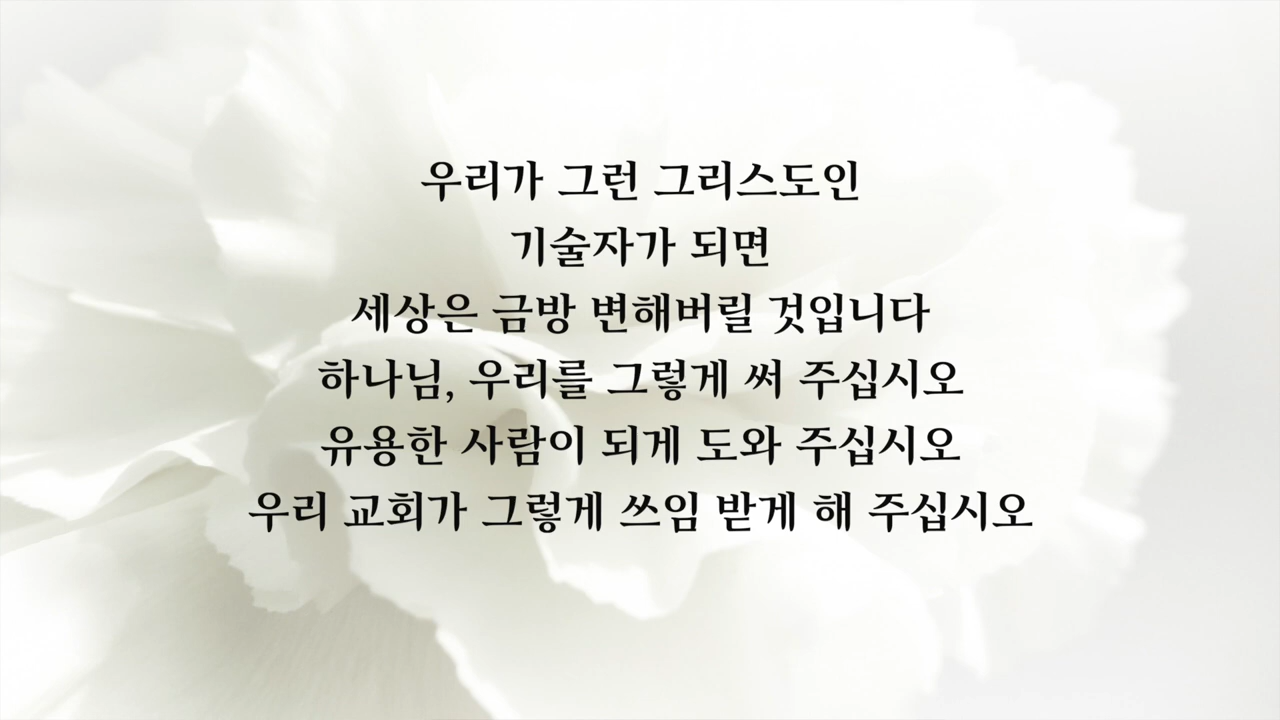 우리가 그런 그리스도인
기술자가 되면
세상은 금방 변해버릴 것입니다
하나님, 우리를 그렇게 써 주십시오
유용한 사람이 되게 도와 주십시오
우리 교회가 그렇게 쓰임 받게 해 주십시오